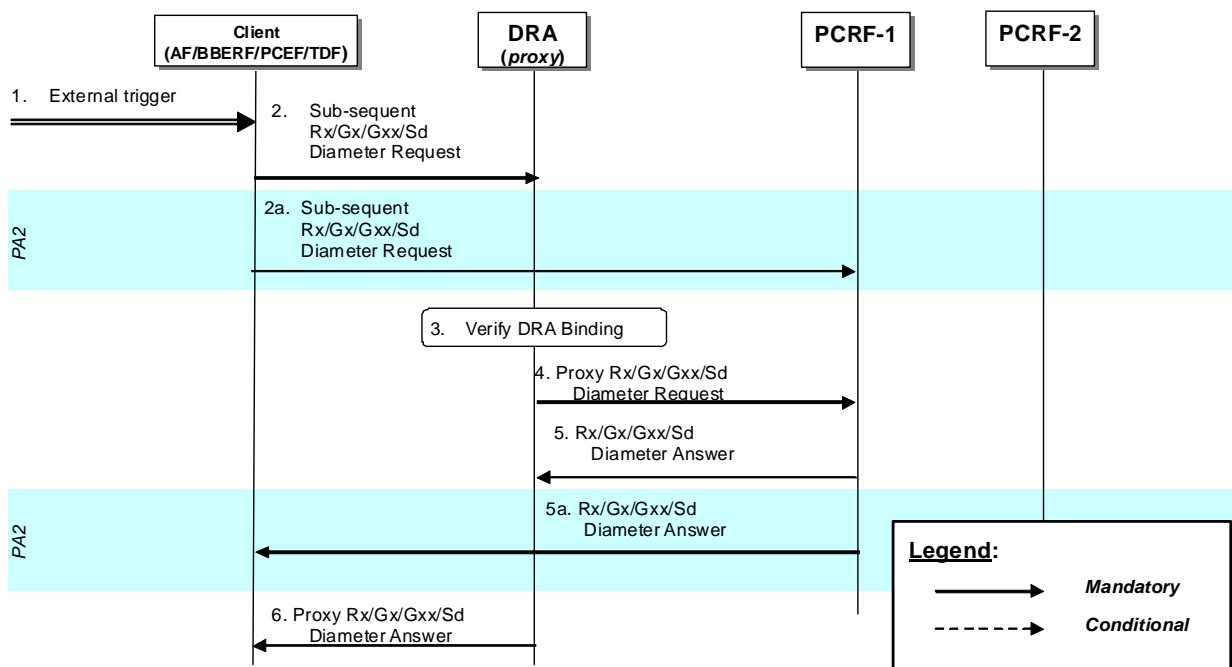 Client
(AF/BBERF/PCEF/TDF)
DRA
(proxy)
PCRF-1
PCRF-2
1. External trigger
2. Sub-sequent
Rx/Gx/Gxx/Sd
Diameter Request
PA2
2a. Sub-sequent
Rx/Gx/Gxx/Sd
Diameter Request
3. Verify DRA Binding
4. Proxy Rx/Gx/Gxx/Sd
Diameter Request
5. Rx/Gx/Gxx/Sd
Diameter Answer
PA2
5a. Rx/Gx/Gxx/Sd
Diameter Answer
6. Proxy Rx/Gx/Gxx/Sd
Diameter Answer
Legend:
Mandatory
Conditional